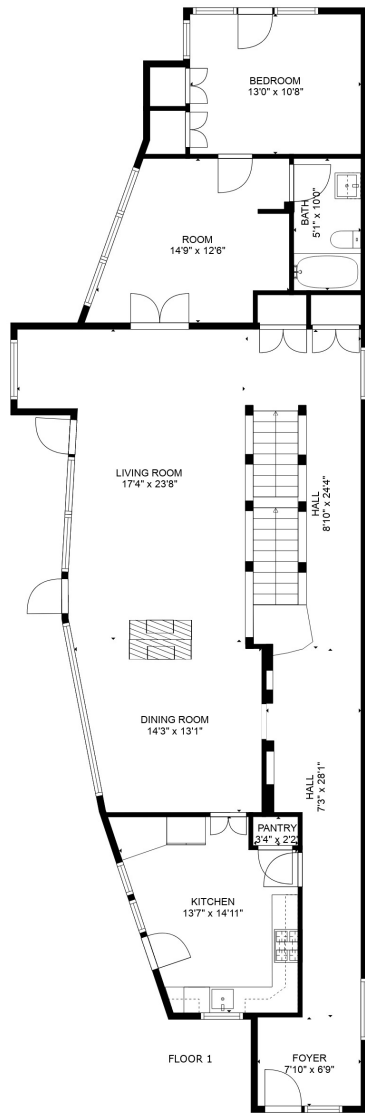 BEDROOM
13'0" x 10'8"
BATH
5'1" x 10'0"
ROOM
14'9" x 12'6"
LIVING ROOM
17'4" x 23'8"
HALL
8'10" x 24'4"
DINING ROOM
14'3" x 13'1"
HALL
7'3" x 28'1"
PANTRY
3'4" x 2'2"
KITCHEN
13'7" x 14'11"
FLOOR 1
FOYER
7'10" x 6'9"